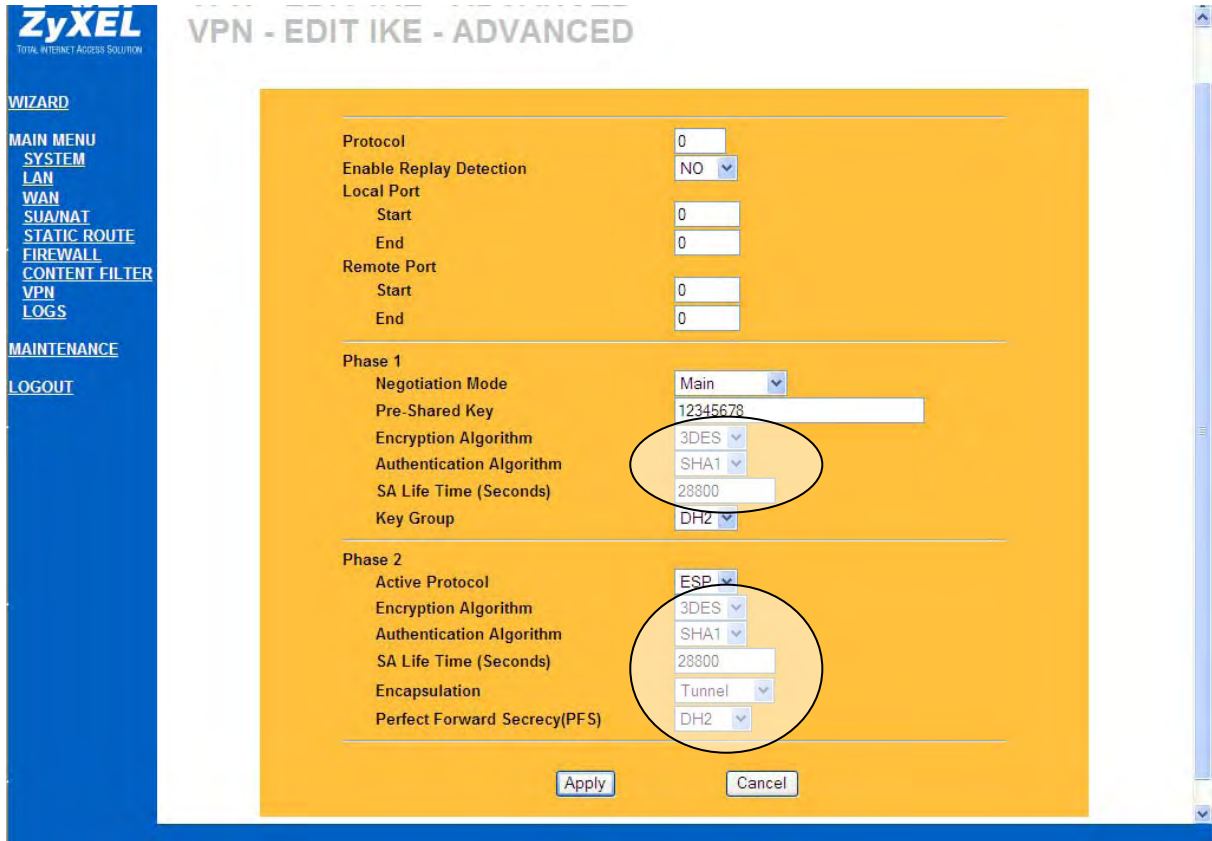 ZyXEL
TOTAL INTERNET ACCESS SOLUTION
VPN - EDIT IKE - ADVANCED
WIZARD
MAIN MENU
SYSTEM
LAN
WAN
SUA/NAT
STATIC ROUTE
FIREWALL
CONTENT FILTER
VPN
LOGS
MAINTENANCE
LOGOUT
Protocol 0
Enable Replay Detection NO
Local Port
Start 0
End 0
Remote Port
Start 0
End 0
Phase 1
Negotiation Mode Main
Pre-Shared Key 12345678
Encryption Algorithm 3DES
Authentication Algorithm SHA1
SA Life Time (Seconds) 28800
Key Group DH2
Phase 2
Active Protocol ESP
Encryption Algorithm 3DES
Authentication Algorithm SHA1
SA Life Time (Seconds) 28800
Encapsulation Tunnel
Perfect Forward Secrecy(PFS) DH2
Apply Cancel